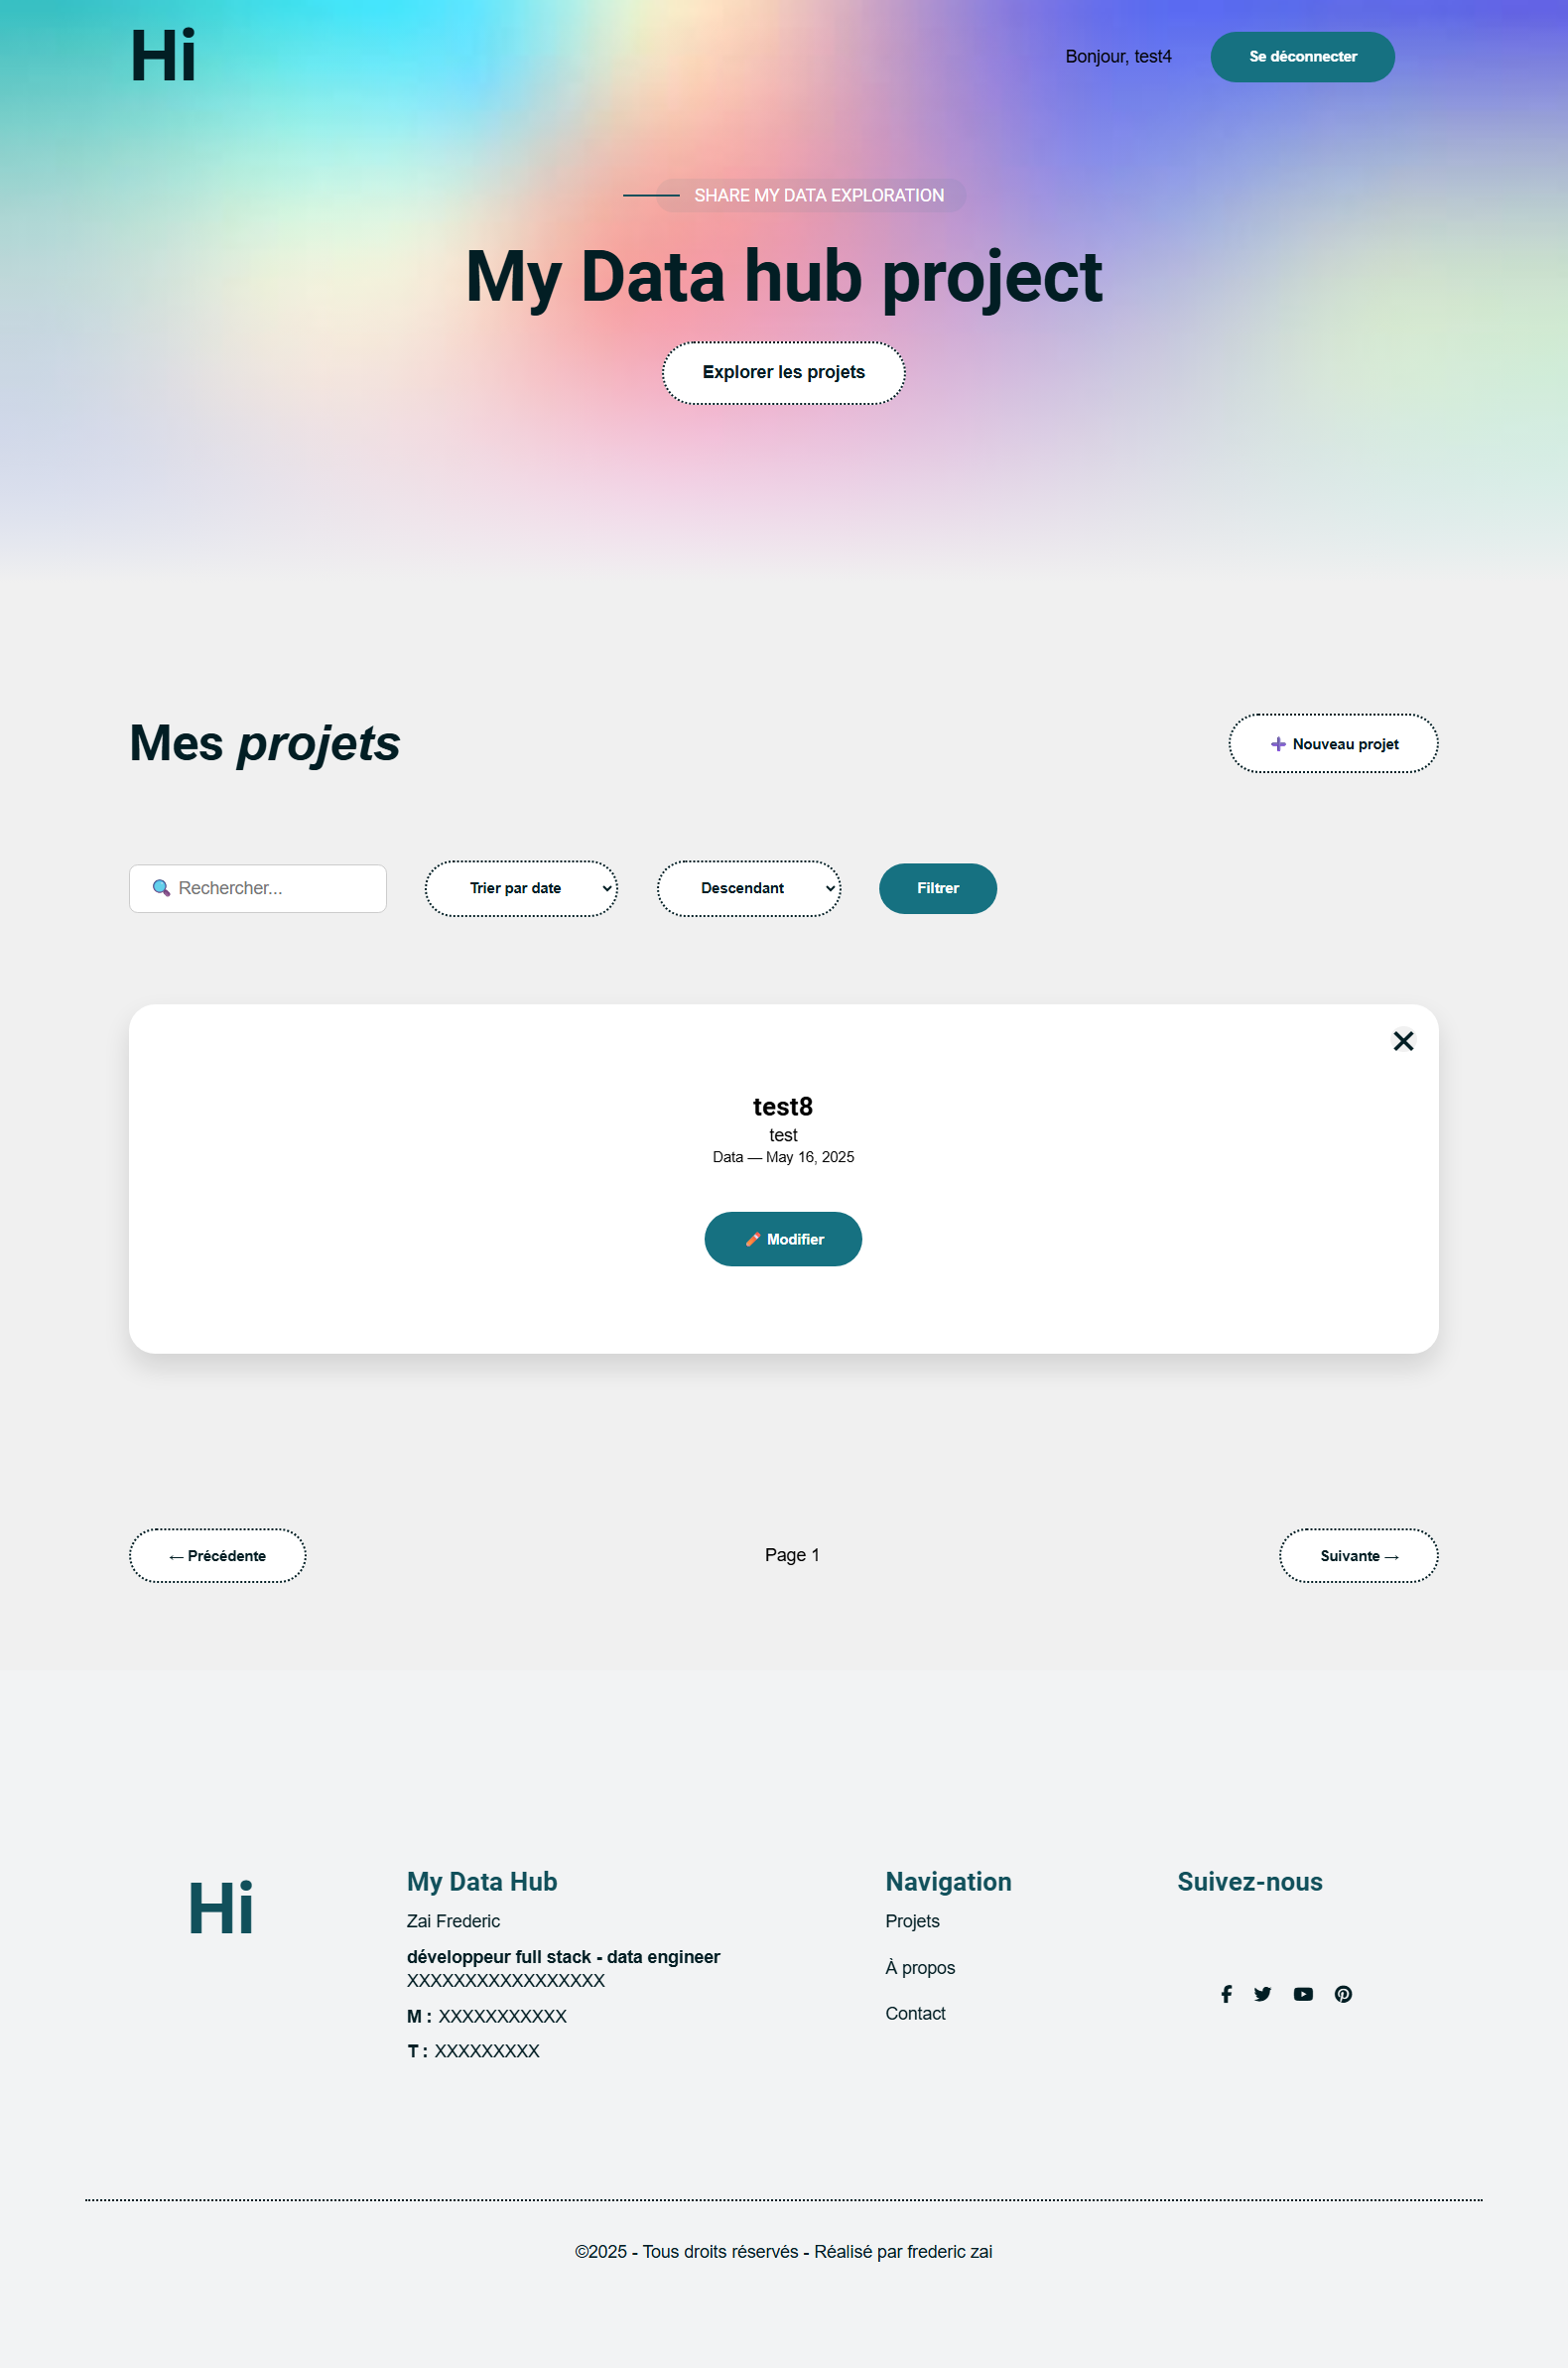 Hi
Bonjour, test4
Se déconnecter
SHARE MY DATA EXPLORATION
My Data hub project
Explorer les projets
Mes projets
➕ Nouveau projet
🔍 Rechercher...
Trier par date
Descendant
Filtrer
✕
test8
test
Data — May 16, 2025
✏️ Modifier
← Précédente
Page 1
Suivante →
Hi
My Data Hub
Zai Frederic
développeur full stack - data engineer
XXXXXXXXXXXXXXXXX
M : XXXXXXXXXXX
T : XXXXXXXXX
Navigation
Projets
À propos
Contact
Suivez-nous
©2025 - Tous droits réservés - Réalisé par frederic zai